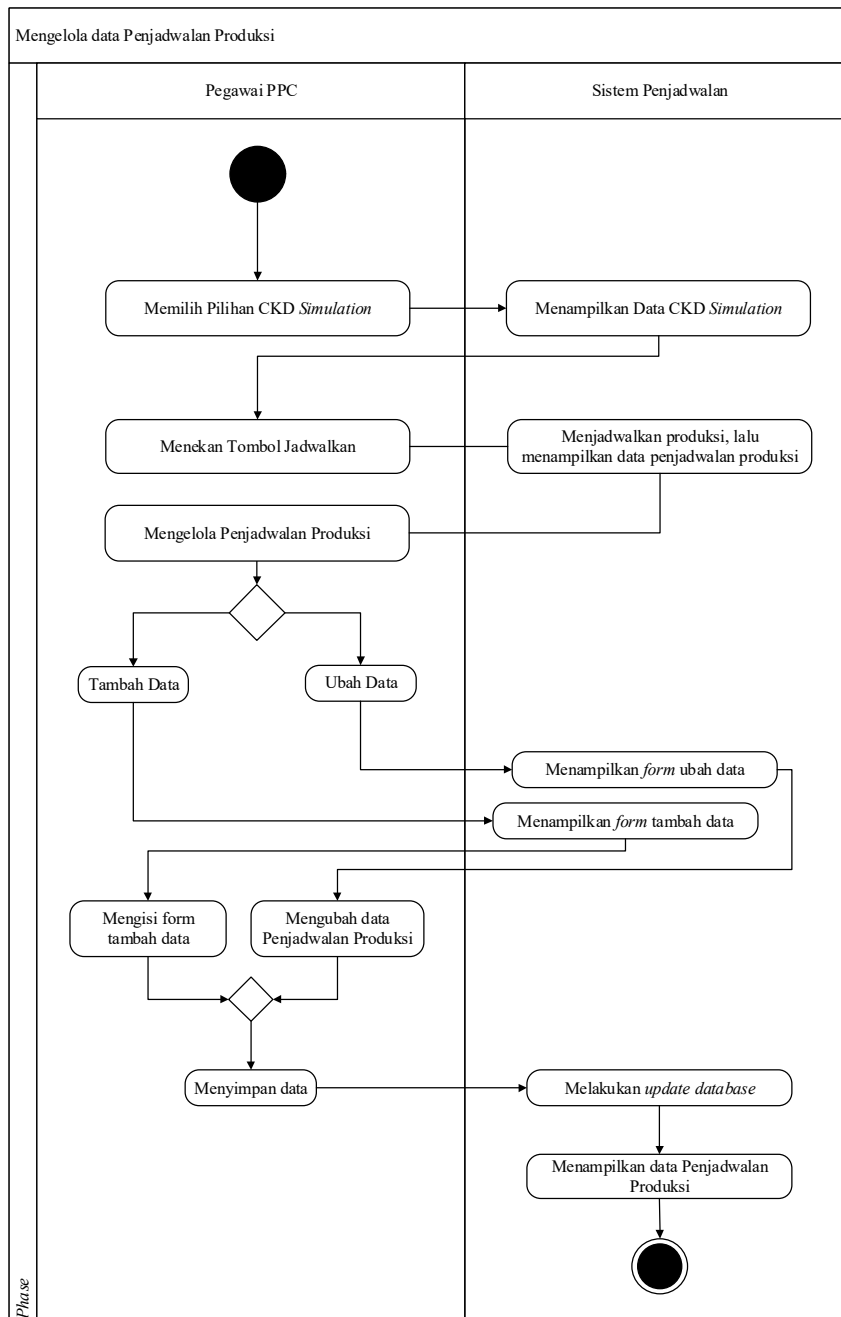 Mengelola data Penjadwalan Produksi
Pegawai PPC
Sistem Penjadwalan
Memilih Pilihan CKD Simulation
Menampilkan Data CKD Simulation
Menekan Tombol Jadwalkan
Menjadwalkan produksi, lalu
menampilkan data penjadwalan produksi
Mengelola Penjadwalan Produksi
Tambah Data
Ubah Data
Menampilkan form ubah data
Menampilkan form tambah data
Mengisi form
tambah data
Mengubah data
Penjadwalan Produksi
Menyimpan data
Melakukan update database
Menampilkan data Penjadwalan
Produksi
Phase